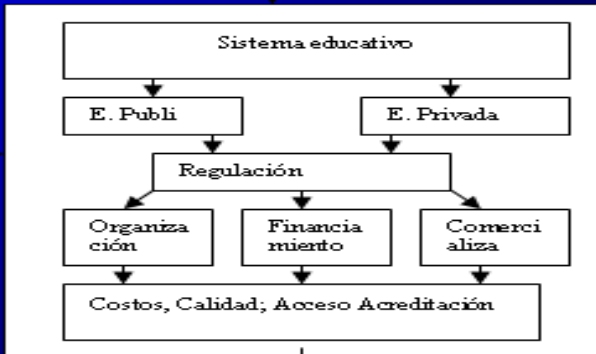 Sistema educativo
E. Publi
E. Privada
Regulación
Organiza
ción
Financia
miento
Comerci
aliza
Costos, Calidad; Acceso Acreditación